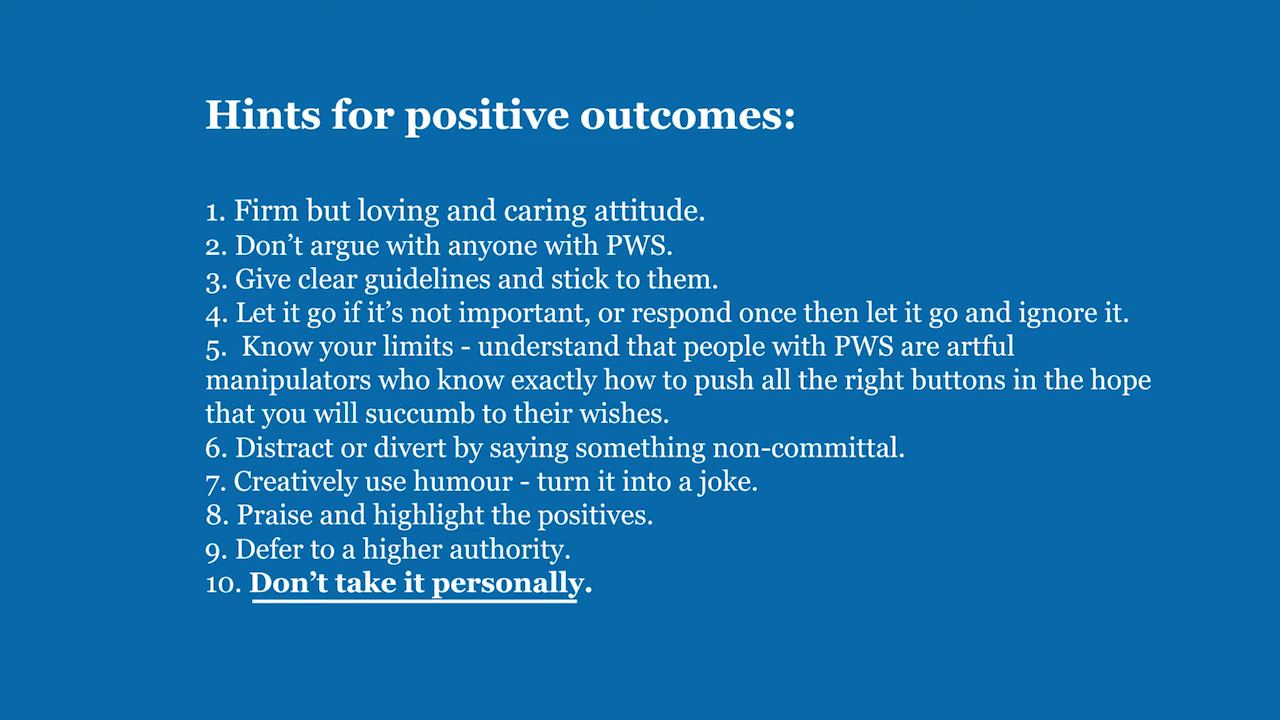 Hints for positive outcomes:
1. Firm but loving and caring attitude.
2. Don’t argue with anyone with PWS.
3. Give clear guidelines and stick to them.
4. Let it go if it’s not important, or respond once then let it go and ignore it.
5.  Know your limits - understand that people with PWS are artful
manipulators who know exactly how to push all the right buttons in the hope
that you will succumb to their wishes.
6. Distract or divert by saying something non-committal.
7. Creatively use humour - turn it into a joke.
8. Praise and highlight the positives.
9. Defer to a higher authority.
10. Don’t take it personally.